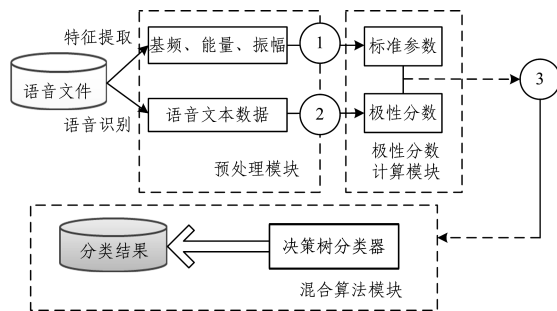 特征提取
基频、能量、振幅
1
标准参数
语音文件
3
语音识别
语音文本数据
2
极性分数
预处理模块
极性分数
计算模块
分类结果
决策树分类器
混合算法模块